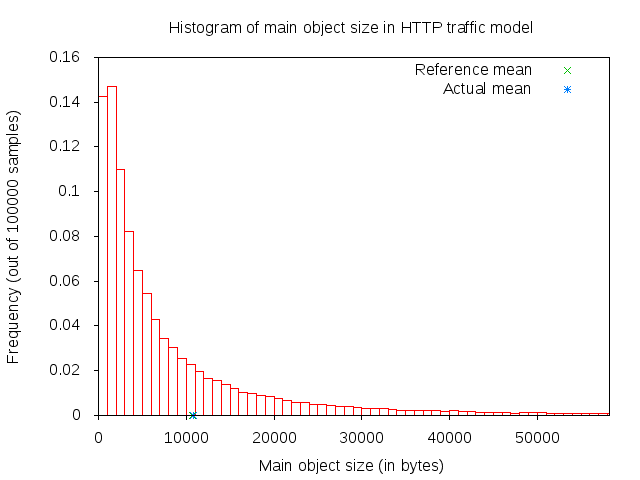 Histogram of main object size in HTTP traffic model
Reference mean
Actual mean
0.16
0.14
0.12
0.1
0.08
0.06
0.04
0.02
0
Frequency (out of 100000 samples)
0 10000 20000 30000 40000 50000
Main object size (in bytes)